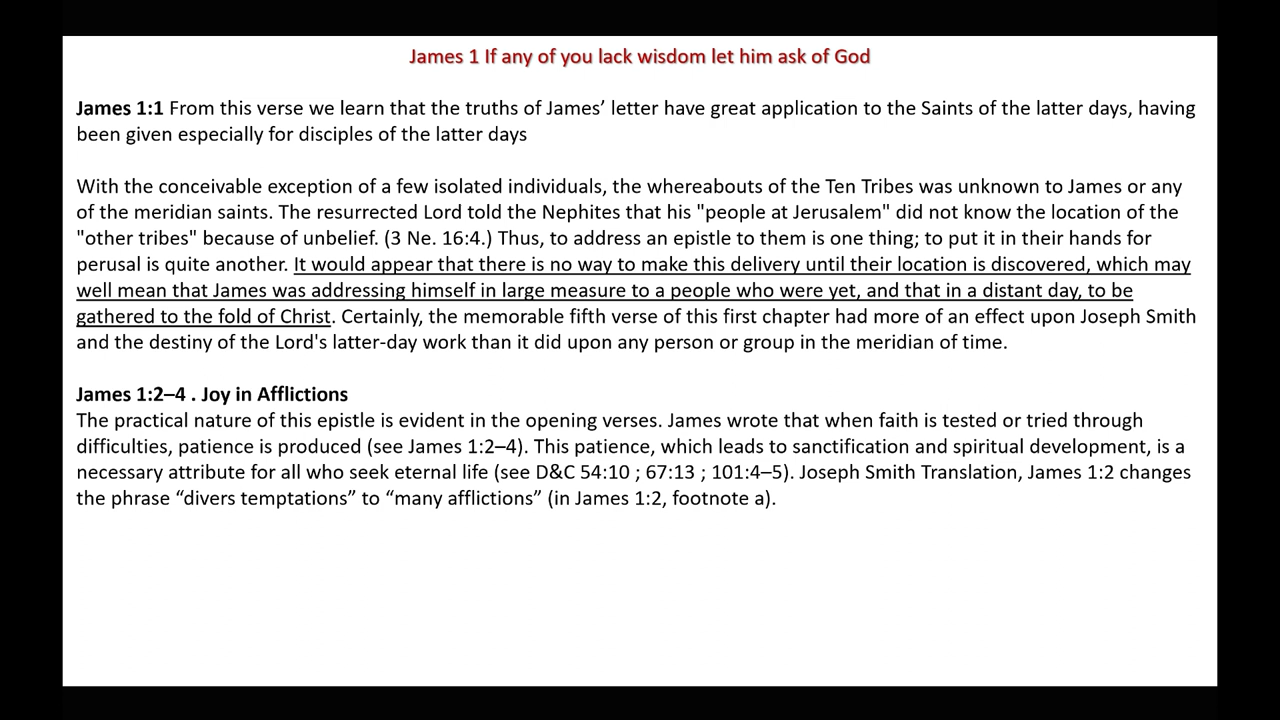 James 1 If any of you lack wisdom let him ask of God
James 1:1 From this verse we learn that the truths of James’ letter have great application to the Saints of the latter days, having
been given especially for disciples of the latter days
With the conceivable exception of a few isolated individuals, the whereabouts of the Ten Tribes was unknown to James or any
of the meridian saints. The resurrected Lord told the Nephites that his "people at Jerusalem" did not know the location of the
"other tribes" because of unbelief. (3 Ne. 16:4.) Thus, to address an epistle to them is one thing; to put it in their hands for
perusal is quite another. It would appear that there is no way to make this delivery until their location is discovered, which may
well mean that James was addressing himself in large measure to a people who were yet, and that in a distant day, to be
gathered to the fold of Christ. Certainly, the memorable fifth verse of this first chapter had more of an effect upon Joseph Smith
and the destiny of the Lord's latter-day work than it did upon any person or group in the meridian of time.
James 1:2–4 . Joy in Afflictions
The practical nature of this epistle is evident in the opening verses. James wrote that when faith is tested or tried through
difficulties, patience is produced (see James 1:2–4). This patience, which leads to sanctification and spiritual development, is a
necessary attribute for all who seek eternal life (see D&C 54:10 ; 67:13 ; 101:4–5). Joseph Smith Translation, James 1:2 changes
the phrase “divers temptations” to “many afflictions” (in James 1:2, footnote a).